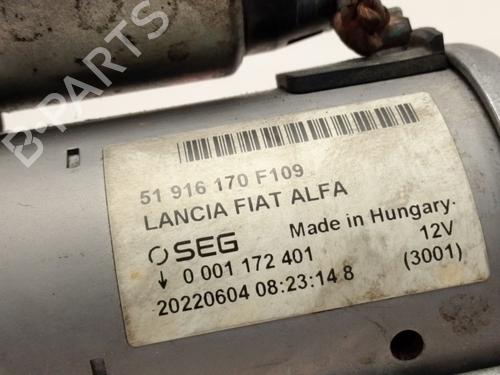 B-PARTS
51 916 170 F109
LANCIA FIAT ALFA
SEG Made in Hungary.
0 001 172 401 12V
20220604 08:23:14 8 (3001)